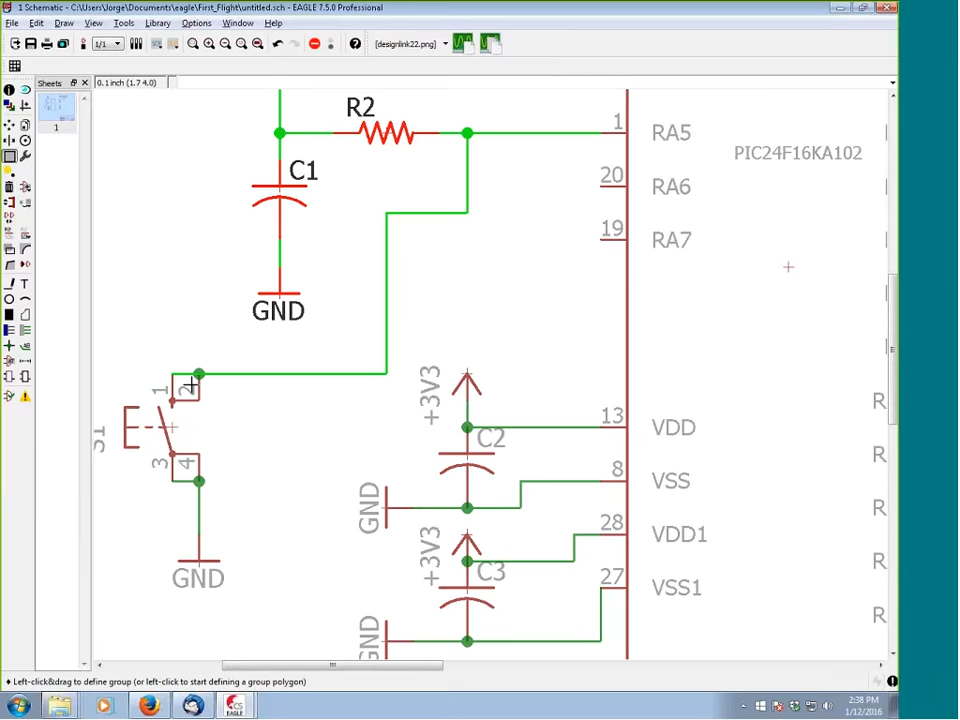 1 Schematic - C:\Users\Jorge\Documents\eagle\First_Flight\untitled.sch - EAGLE 7.5.0 Professional
File Edit Draw View Tools Library Options Window Help
1/1
[designlink22.png]
Sheets
0.1 inch (1.7 4.0)
1
R2
C1
GND
1
RA5
PIC24F16KA102
20
RA6
19
RA7
1
2
3
4
S1
GND
+3V3
C2
GND
13
VDD
8
VSS
+3V3
C3
GND
28
VDD1
27
VSS1
R
R
R
R
R
Left-click&drag to define group (or left-click to start defining a group polygon)
CS
EAGLE
2:38 PM
1/12/2016